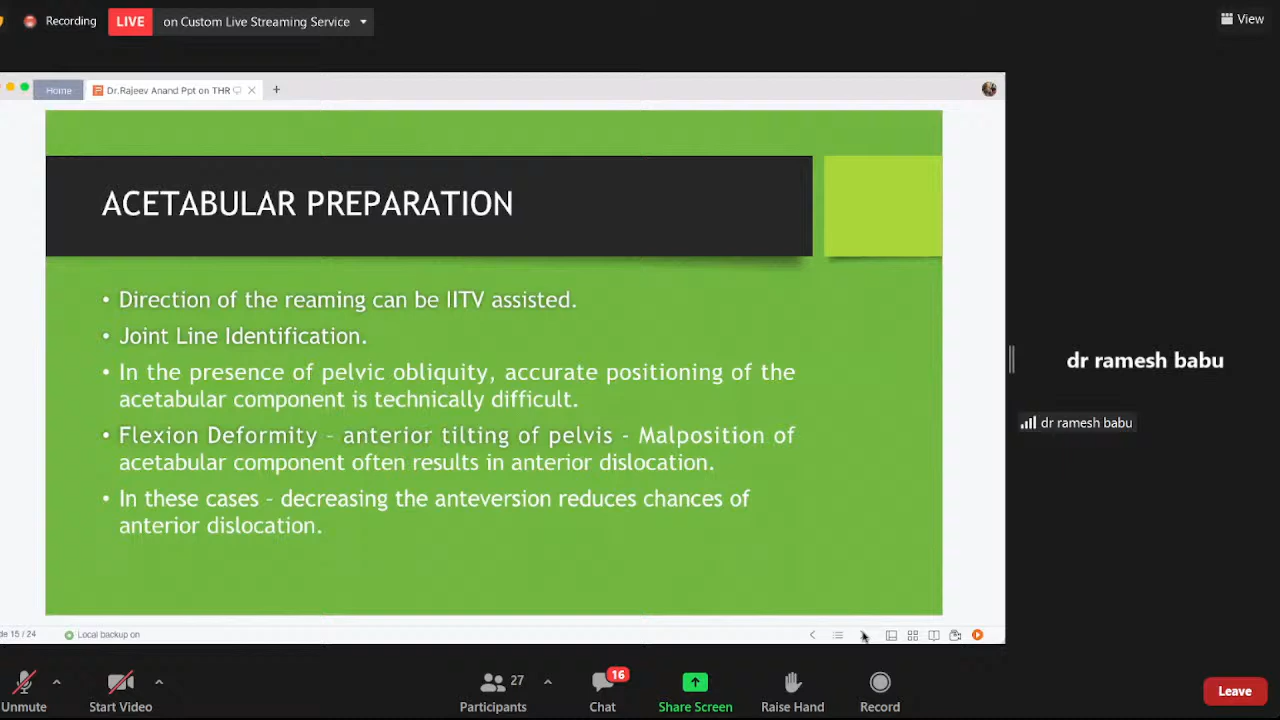 Recording
LIVE
on Custom Live Streaming Service
View
Home
Dr.Rajeev Anand Ppt on THR
ACETABULAR PREPARATION
• Direction of the reaming can be IITV assisted.
• Joint Line Identification.
• In the presence of pelvic obliquity, accurate positioning of the
acetabular component is technically difficult.
• Flexion Deformity – anterior tilting of pelvis - Malposition of
acetabular component often results in anterior dislocation.
• In these cases – decreasing the anteversion reduces chances of
anterior dislocation.
dr ramesh babu
dr ramesh babu
de 15 / 24
Local backup on
Unmute
Start Video
27
Participants
16
Chat
Share Screen
Raise Hand
Record
Leave